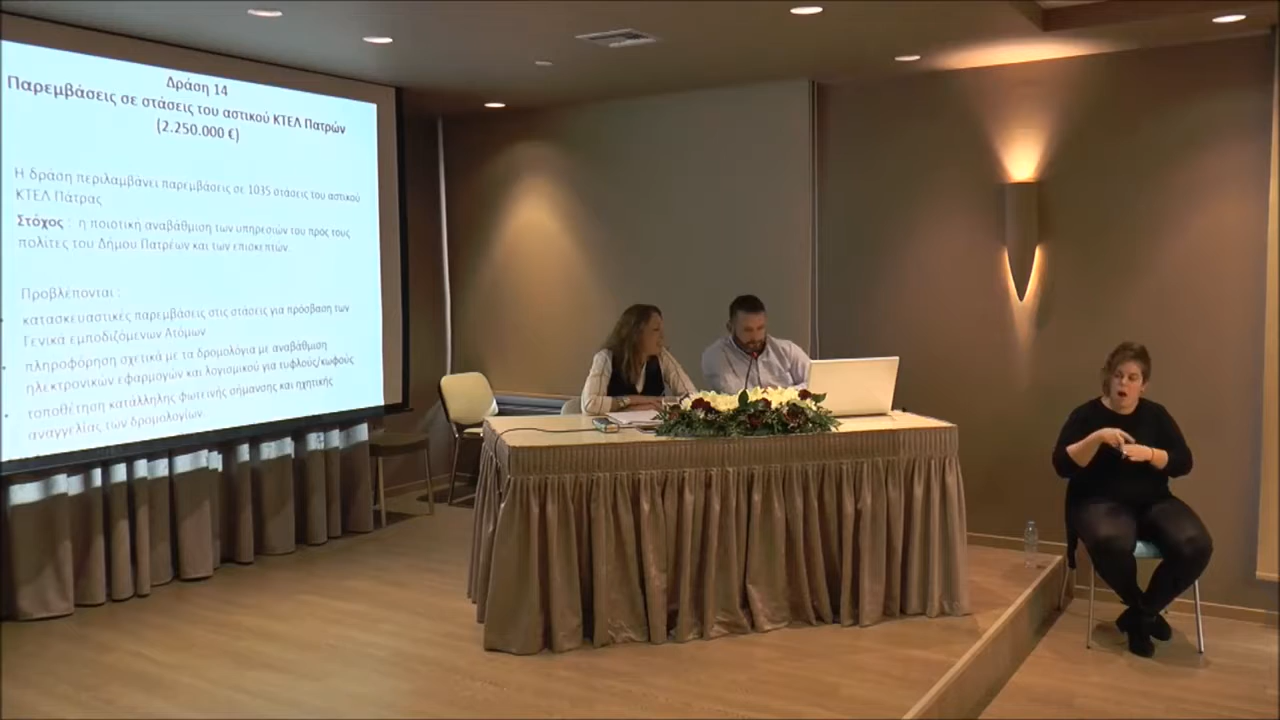 Δράση 14
Παρεμβάσεις σε στάσεις του αστικού ΚΤΕΛ Πατρών
(2.250.000 €)
Η δράση περιλαμβάνει παρεμβάσεις σε 1035 στάσεις του αστικού
ΚΤΕΛ Πάτρας
Στόχος : η ποιοτική αναβάθμιση των υπηρεσιών του προς τους
πολίτες του Δήμου Πατρέων και των επισκεπτών.
Προβλέπονται :
κατασκευαστικές παρεμβάσεις στις στάσεις για πρόσβαση των
Γενικά εμποδιζόμενων Ατόμων
• πληροφόρηση σχετικά με τα δρομολόγια με αναβάθμιση
ηλεκτρονικών εφαρμογών και λογισμικού για τυφλούς/κωφούς
• τοποθέτηση κατάλληλης φωτεινής σήμανσης και ηχητικής
αναγγελίας των δρομολογίων.